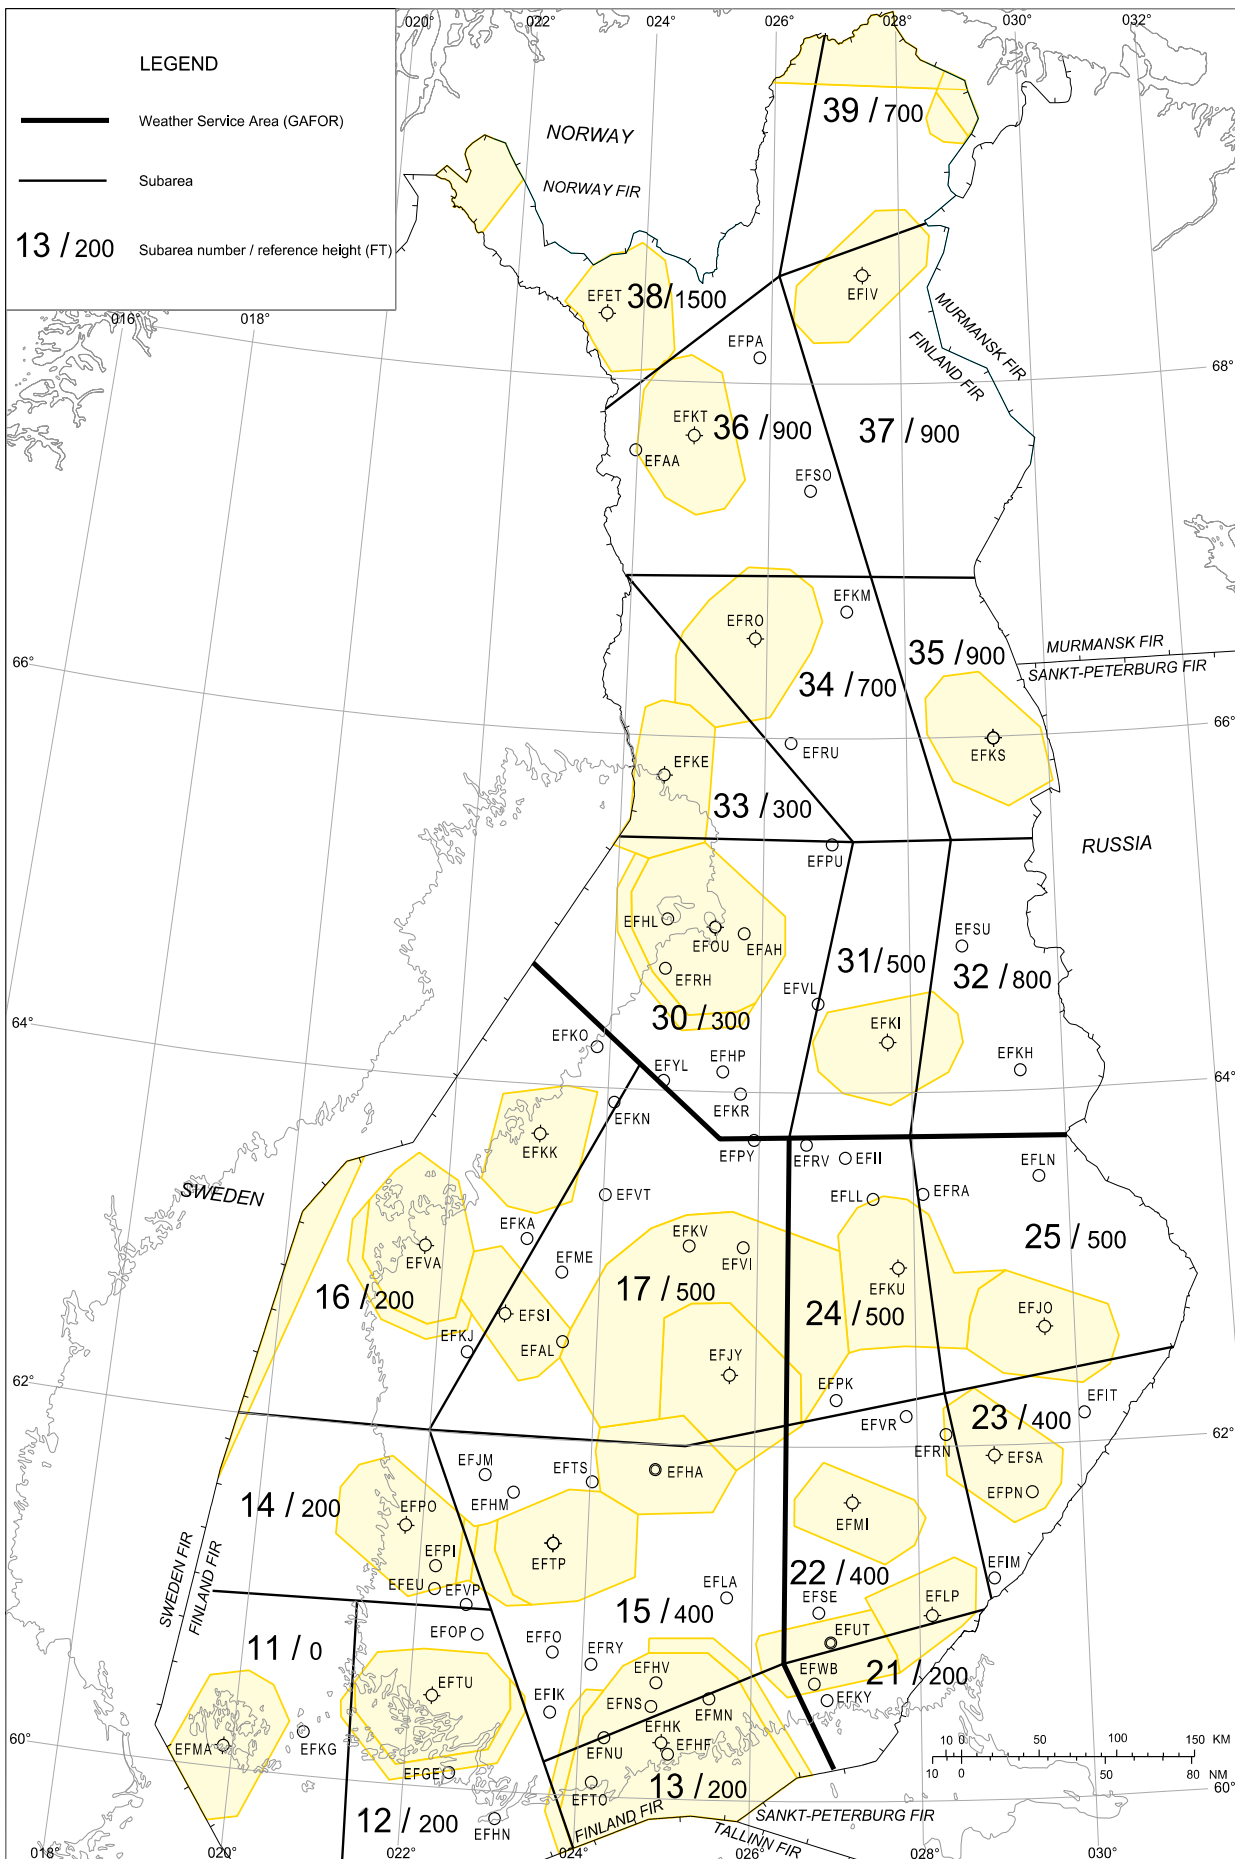 020° 022° 024° 026° 028° 030° 032°
LEGEND
Weather Service Area (GAFOR)
Subarea
13 / 200 Subarea number / reference height (FT)
NORWAY
NORWAY FIR
39 / 700
016° 018° 020°
EFET
38/1500
EFIV
MURMANSK FIR
FINLAND FIR
EFPA
68°
EFKT
36 /900
37/ 900
EFAA
EFSO
EFKM
EFRO
35 /900
MURMANSK FIR
SANKT-PETERBURG FIR
66°
34 /700
66°
EFRU
EFKS
EFKE
33 /300
RUSSIA
EFPU
EFHL
EFOU
EFAH
EFSU
EFRH
31/500
32 / 800
EFVL
30 /300
64°
EFKO
EFKI
EFYL
EFHP
EFKH
64°
EFKN
EFKR
EFKK
EFPY
EFRV
EFII
EFLN
SWEDEN
EFVT
EFLL
EFRA
EFKA
EFKV
EFVI
25 / 500
EFVA
EFME
EFKU
16 / 200
17 /500
24 /500
EFSI
EFJO
EFKJ
EFAL
EFJY
62°
EFPK
EFIT
EFVR
23 /400
EFRN
62°
EFJM
EFTS
EFHA
EFSA
EFHM
EFPN
14 / 200
EFPO
EFMI
SWEDEN FIR
FINLAND FIR
EFPI
EFTP
EFEU
EFVP
EFLA
22 /400
EFIM
EFSE
EFLP
15 /400
EFOP
EFUT
11 / 0
EFFO
EFRY
EFTU
EFHV
EFWB
21 /200
EFIK
EFNS
EFMN
EFKY
60°
EFMA
EFKG
EFHK
EFNU
EFHF
10 0 50 100 150 KM
10 0 50 80 NM
EFGE
EFTO
13 /200
60°
12 / 200
EFHN
FINLAND FIR
SANKT-PETERBURG FIR
TALLINN FIR
018° 020° 022° 024° 026° 028° 030°